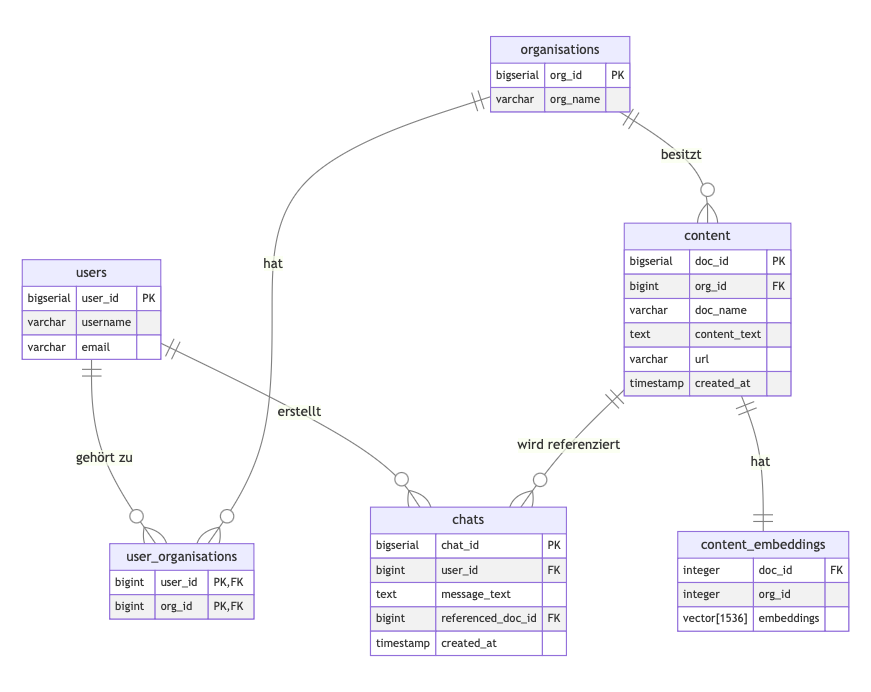 organisations
bigserial org_id PK
varchar org_name
besitzt
content
bigserial doc_id PK
bigint org_id FK
varchar doc_name
text content_text
varchar url
timestamp created_at
hat
users
bigserial user_id PK
varchar username
varchar email
erstellt
gehört zu
wird referenziert
hat
user_organisations
bigint user_id PK,FK
bigint org_id PK,FK
chats
bigserial chat_id PK
bigint user_id FK
text message_text
bigint referenced_doc_id FK
timestamp created_at
content_embeddings
integer doc_id FK
integer org_id
vector[1536] embeddings